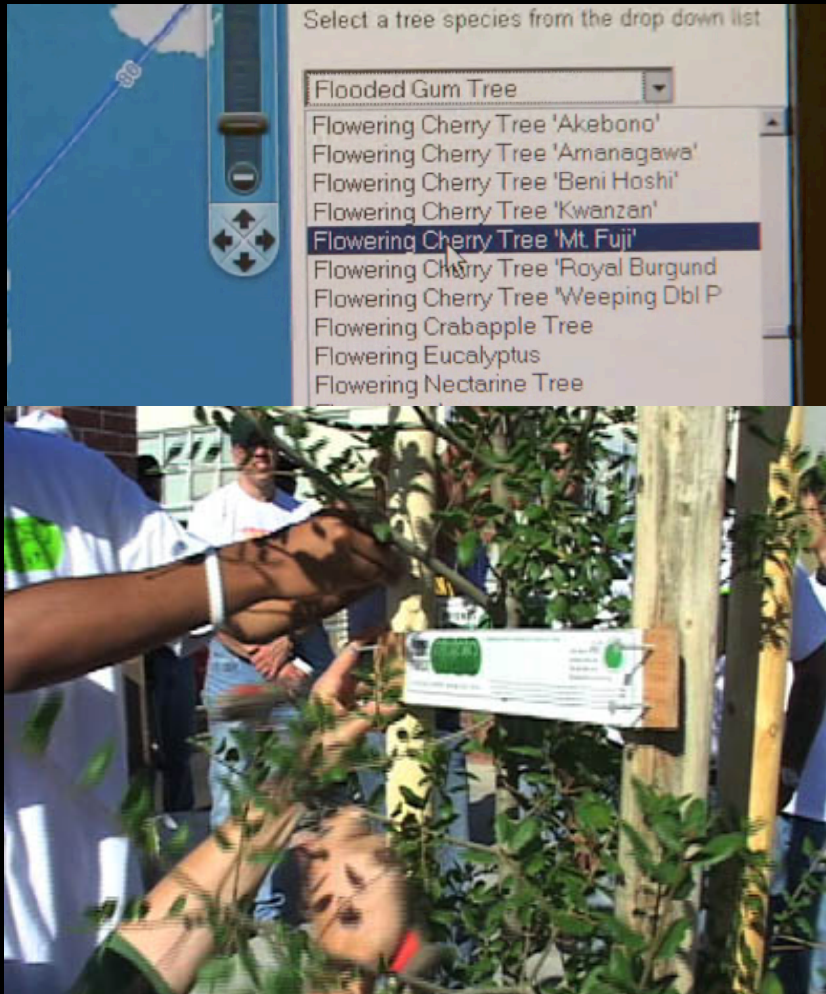 Select a tree species from the drop down list
80
Flooded Gum Tree
Flowering Cherry Tree 'Akebono'
Flowering Cherry Tree 'Amanagawa'
Flowering Cherry Tree 'Beni Hoshi'
Flowering Cherry Tree 'Kwanzan'
Flowering Cherry Tree 'Mt. Fuji'
Flowering Cherry Tree 'Royal Burgund
Flowering Cherry Tree 'Weeping Dbl P
Flowering Crabapple Tree
Flowering Eucalyptus
Flowering Nectarine Tree